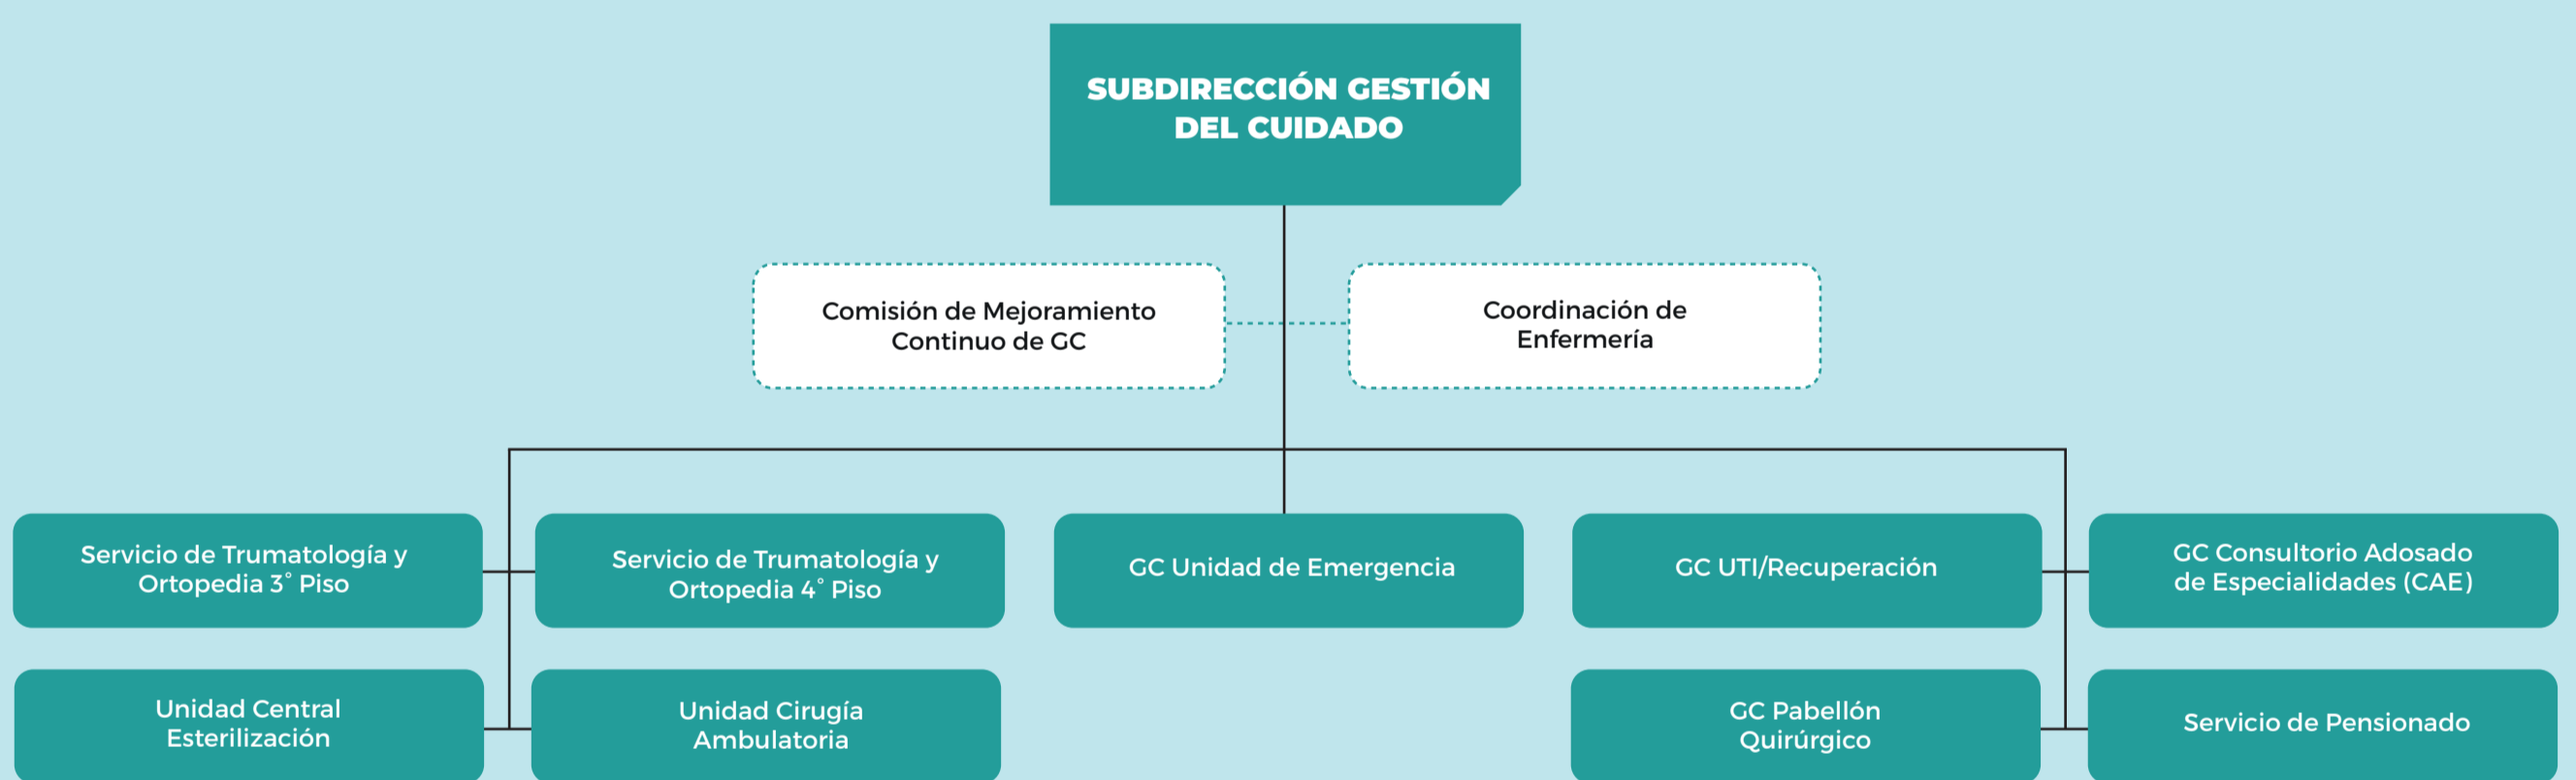 SUBDIRECCIÓN GESTIÓN
DEL CUIDADO
Comisión de Mejoramiento
Continuo de GC
Coordinación de
Enfermería
Servicio de Trumatología y
Ortopedia 3° Piso
Servicio de Trumatología y
Ortopedia 4° Piso
GC Unidad de Emergencia
GC UTI/Recuperación
GC Consultorio Adosado
de Especialidades (CAE)
Unidad Central
Esterilización
Unidad Cirugía
Ambulatoria
GC Pabellón
Quirúrgico
Servicio de Pensionado